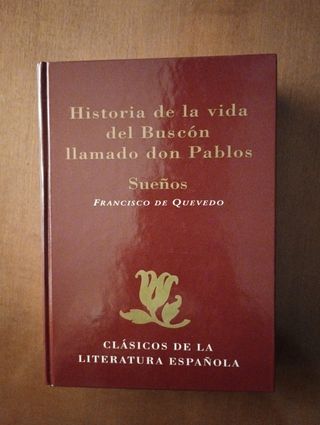 Historia de la vida
del Buscón
llamado don Pablos
Sueños
FRANCISCO DE QUEVEDO
CLÁSICOS DE LA
LITERATURA ESPAÑOLA